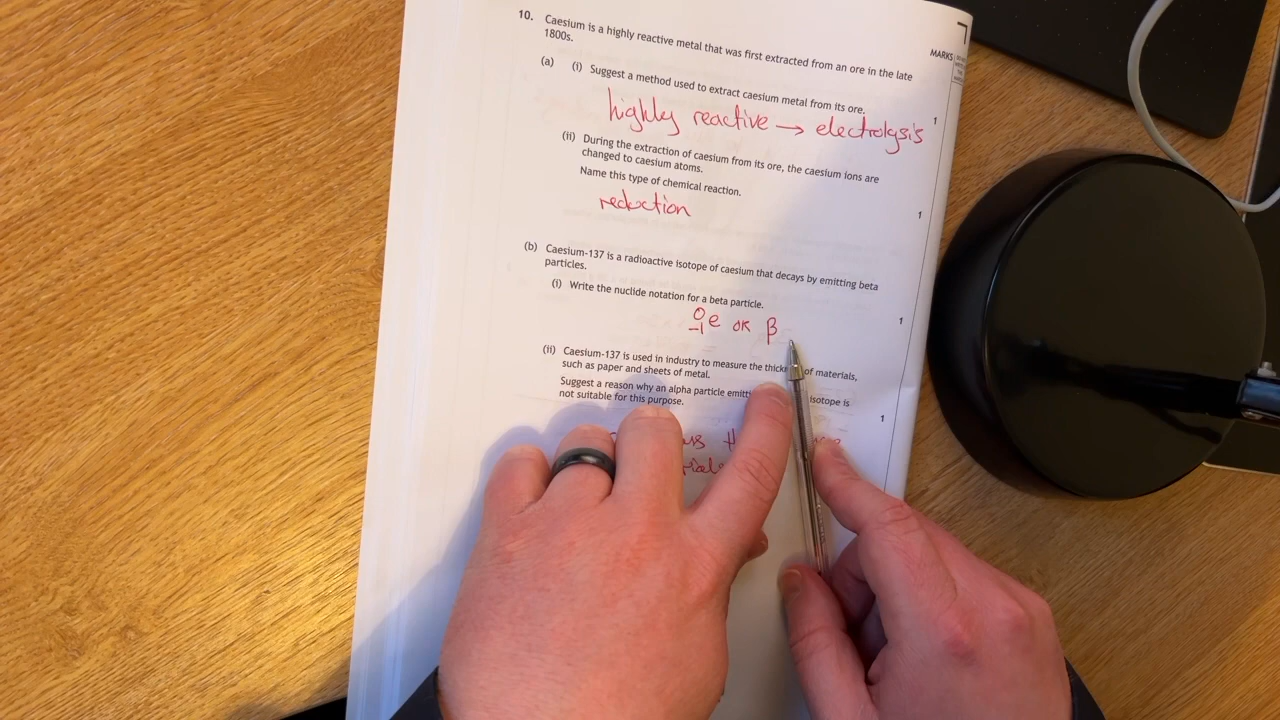 10. Caesium is a highly reactive metal that was first extracted from an ore in the late
1800s.
MARKS
(a) (i) Suggest a method used to extract caesium metal from its ore.
1
highly reactive → electrolysis
(ii) During the extraction of caesium from its ore, the caesium ions are
changed to caesium atoms.
Name this type of chemical reaction.
1
reduction
(b) Caesium-137 is a radioactive isotope of caesium that decays by emitting beta
particles.
(i) Write the nuclide notation for a beta particle.
1
⁰₋₁e OR β
(ii) Caesium-137 is used in industry to measure the of materials,
such as paper and sheets of metal.
Suggest a reason why an alpha particle isotope is
not suitable for this purpose.
1